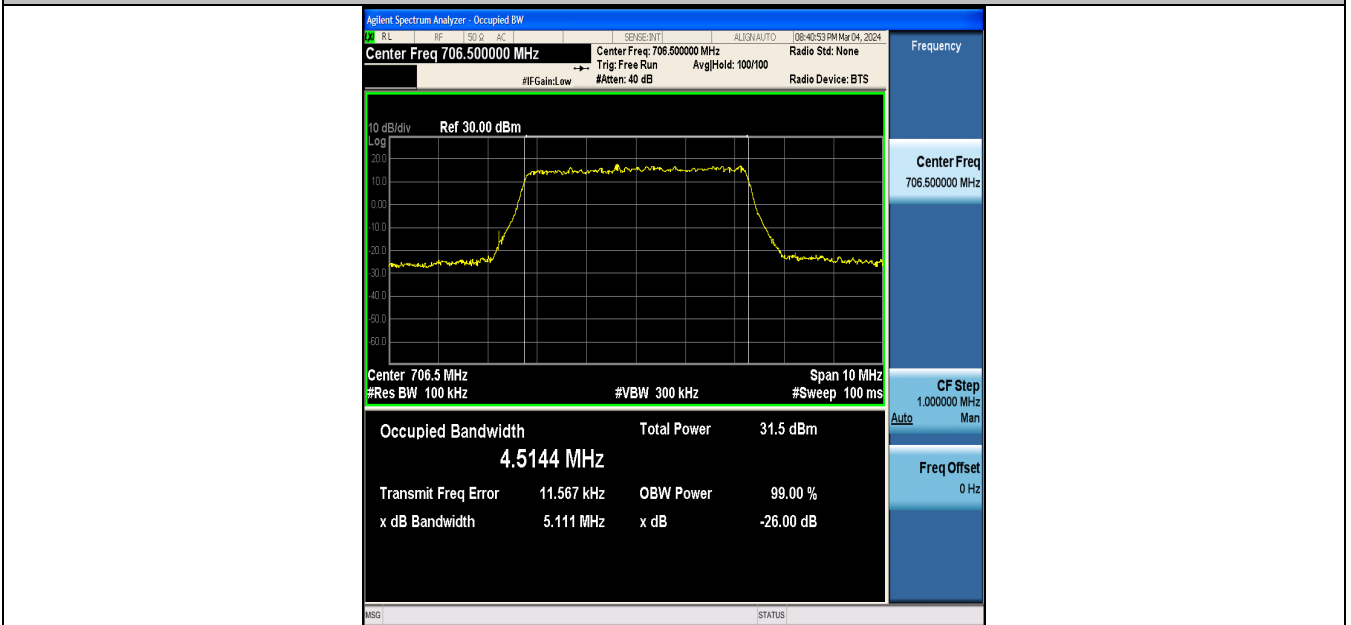 Agilent Spectrum Analyzer - Occupied BW
LXI RL RF 50 Ω AC SENSE:INT ALIGN AUTO 08:40:53 PM Mar 04, 2024
Center Freq 706.500000 MHz
Center Freq: 706.500000 MHz Radio Std: None
Trig: Free Run Avg|Hold: 100/100
#IFGain:Low #Atten: 40 dB Radio Device: BTS
10 dB/div Ref 30.00 dBm
Log
20.0
10.0
0.00
-10.0
-20.0
-30.0
-40.0
-50.0
-60.0
Center 706.5 MHz Span 10 MHz
#Res BW 100 kHz #VBW 300 kHz #Sweep 100 ms
Occupied Bandwidth Total Power 31.5 dBm
4.5144 MHz
Transmit Freq Error 11.567 kHz OBW Power 99.00 %
x dB Bandwidth 5.111 MHz x dB -26.00 dB
MSG STATUS
Frequency
Center Freq
706.500000 MHz
CF Step
1.000000 MHz
Auto Man
Freq Offset
0 Hz